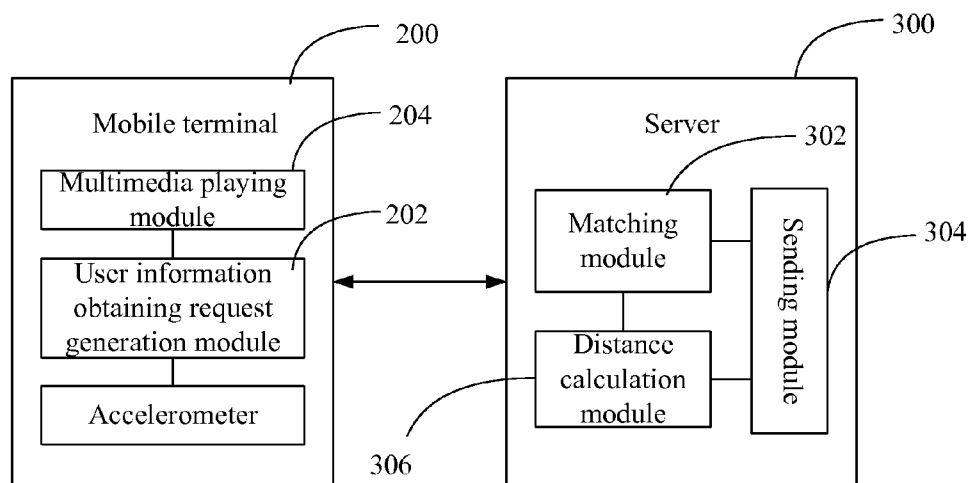 200
Mobile terminal
204
Multimedia playing
module
202
User information
obtaining request
generation module
Accelerometer
300
Server
302
Matching
module
304
Sending module
Distance
calculation
module
306